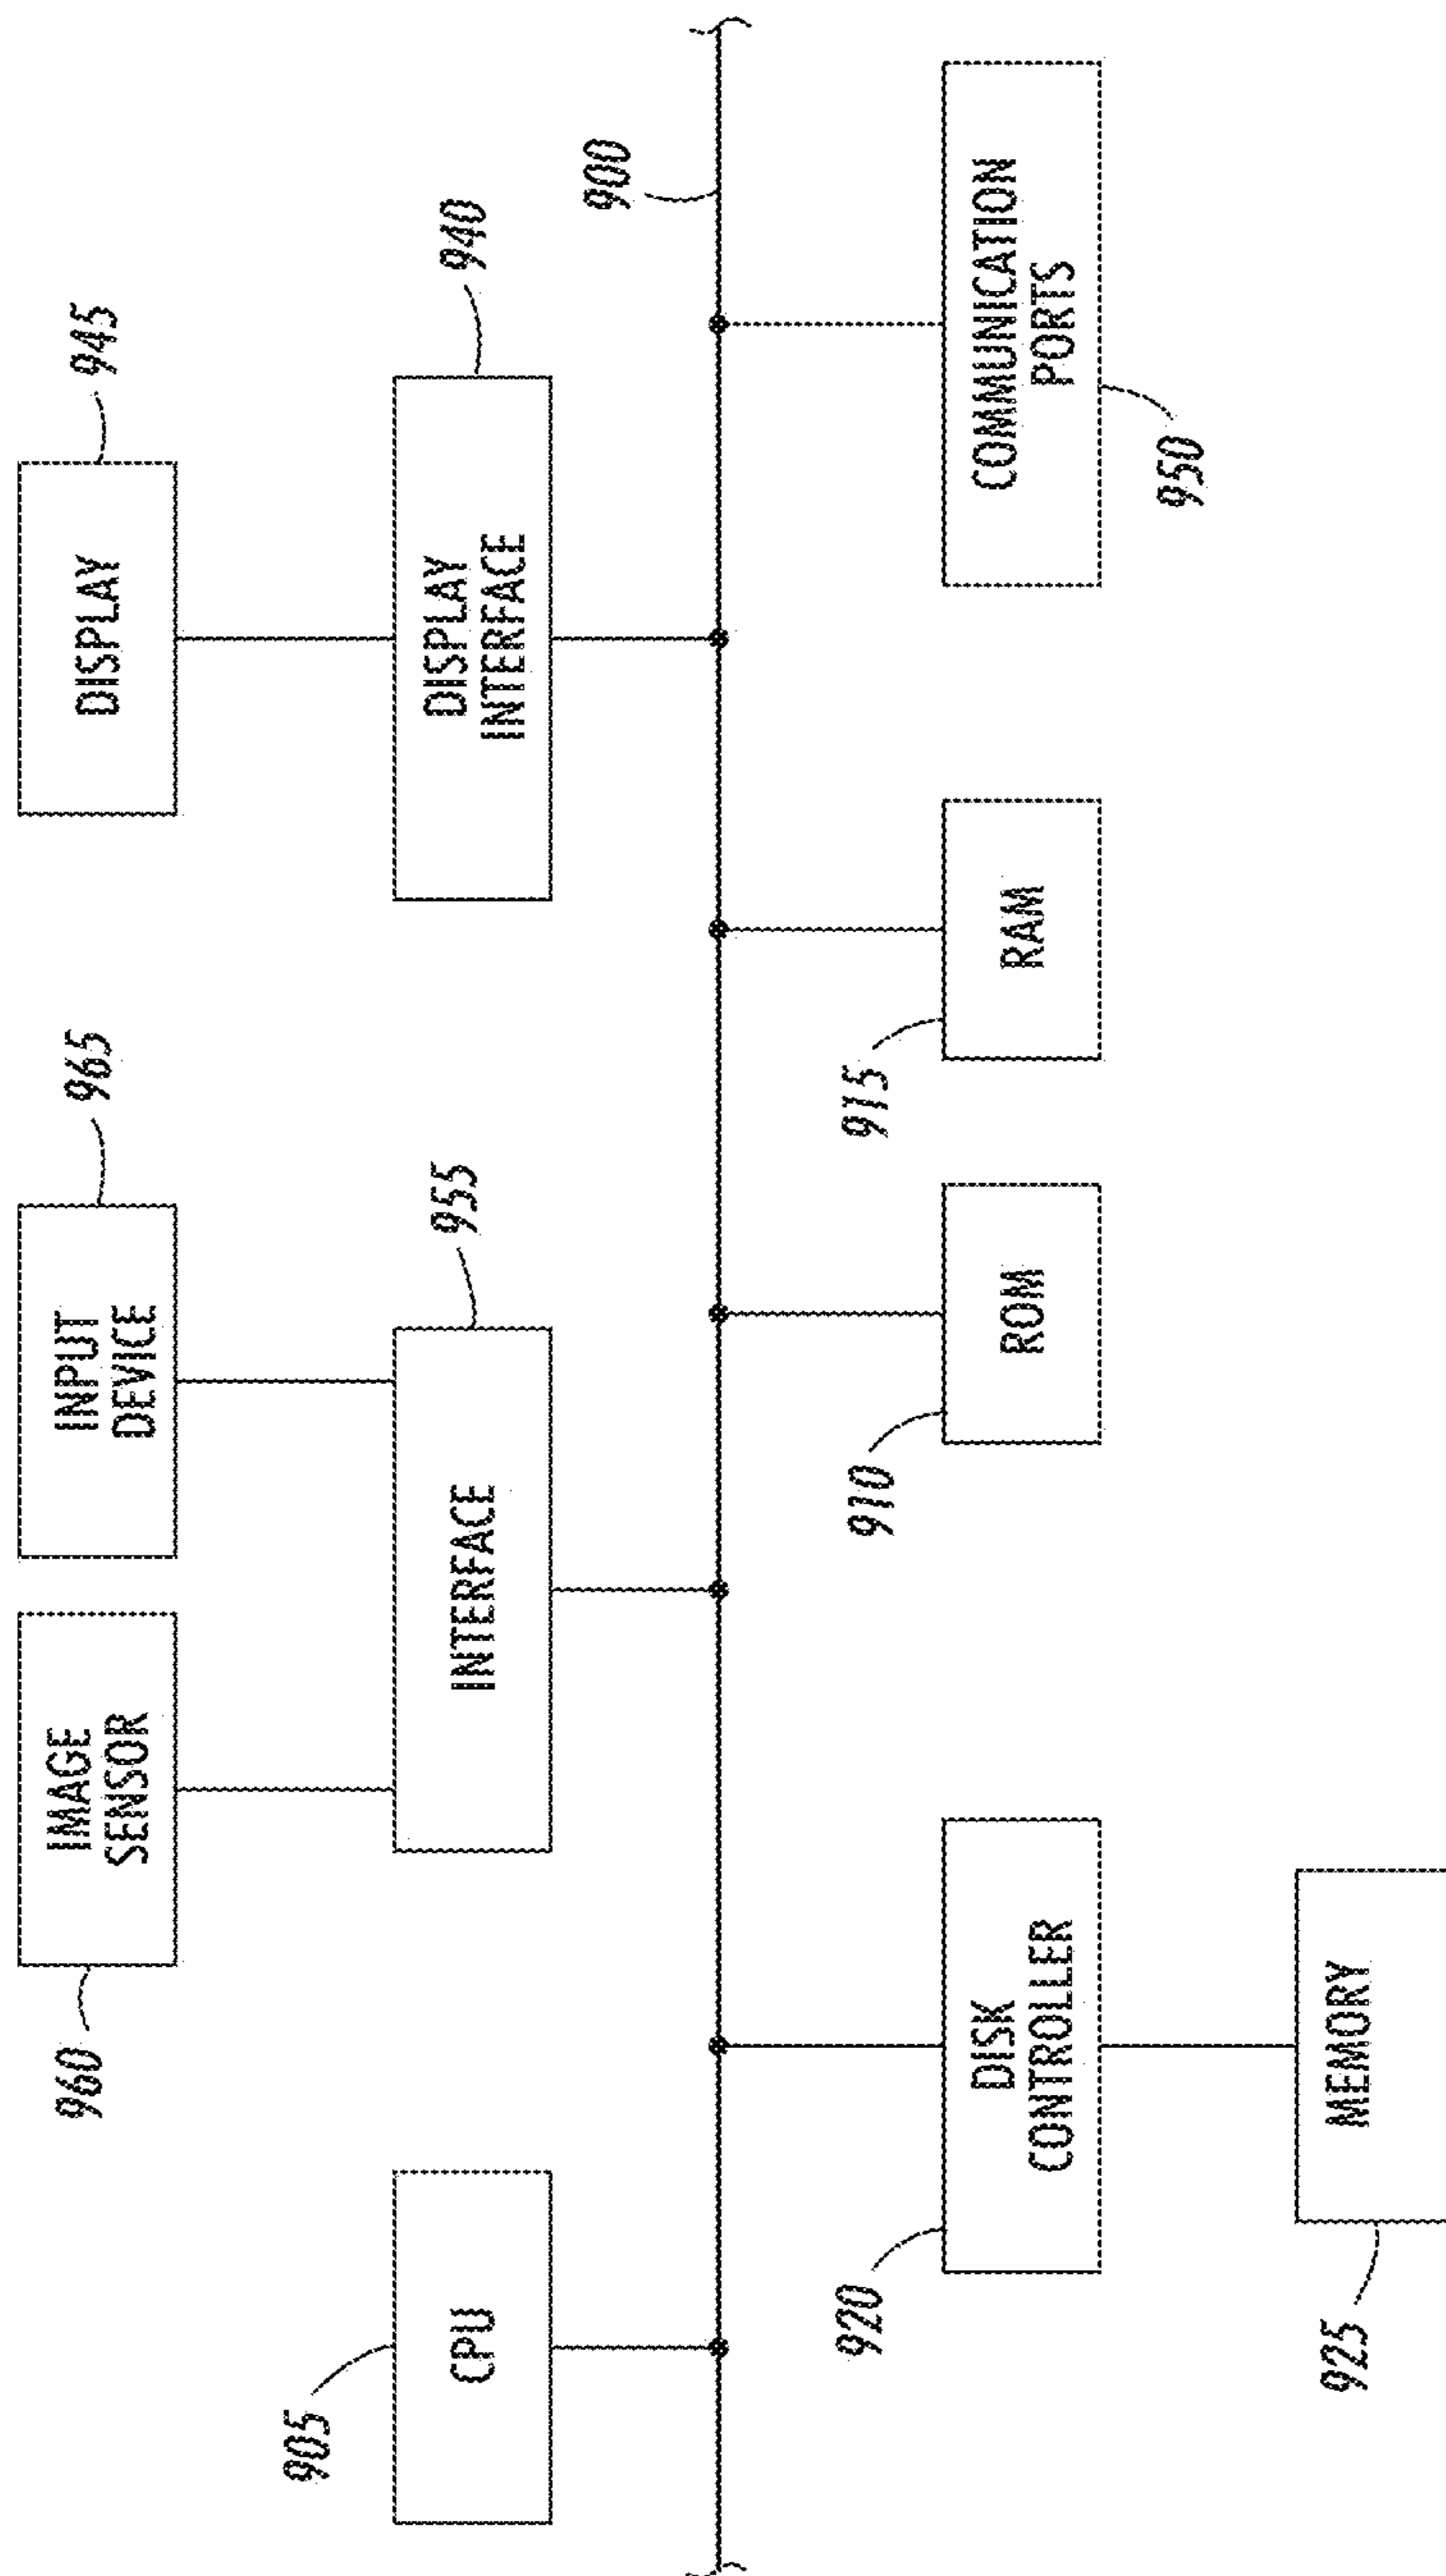 960
IMAGE
SENSOR
INPUT
DEVICE
965
DISPLAY
945
905
CPU
INTERFACE
955
DISPLAY
INTERFACE
940
900
920
DISK
CONTROLLER
910
ROM
915
RAM
COMMUNICATION
PORTS
950
925
MEMORY